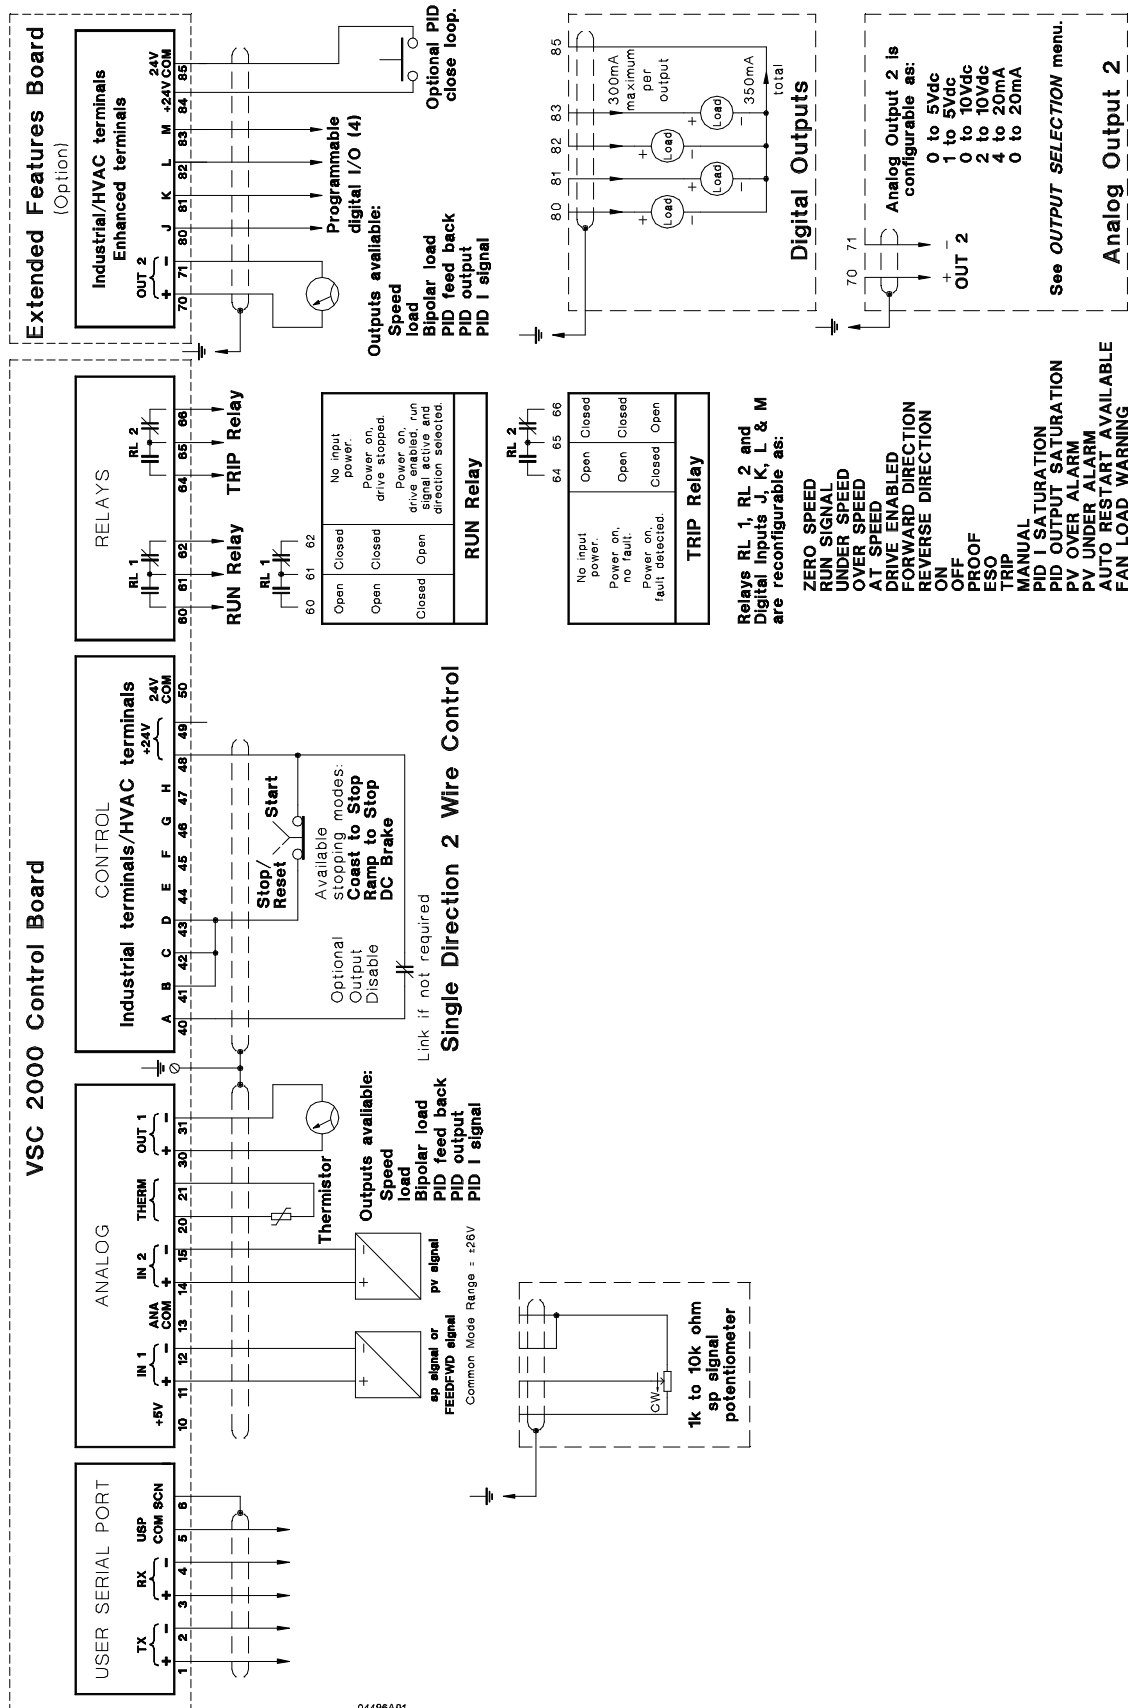 VSC 2000 Control Board
USER SERIAL PORT
TX
RX
USP
COM SCN
+ − + −
1 2 3 4 5 6
ANALOG
+5V
IN 1
ANA
COM
IN 2
THERM
OUT 1
+ − + − + −
10 11 12 13 14 15 20 21 30 31
+ −
sp signal or
FEEDFWD signal
+ −
pv signal
Common Mode Range = ±26V
Thermistor
Outputs avaliable:
Speed
load
Bipolar load
PID feed back
PID output
PID I signal
CW
1k to 10k ohm
sp signal
potentiometer
CONTROL
Industrial terminals/HVAC terminals
+24V
24V
COM
A B C D E F G H
40 41 42 43 44 45 46 47 48 49 50
Stop/
Reset
Start
Available
stopping modes:
Coast to Stop
Ramp to Stop
DC Brake
Optional
Output
Disable
Link if not required
Single Direction 2 Wire Control
RELAYS
RL 1
RL 2
60 61 62 64 65 66
RUN Relay
TRIP Relay
RL 1
60 61 62
Open Closed No input
power.
Open Closed Power on,
drive stopped.
Closed Open Power on,
drive enabled, run
signal active and
direction selected.
RUN Relay
RL 2
64 65 66
No input
power. Open Closed
Power on,
no fault. Open Closed
Power on,
fault detected. Closed Open
TRIP Relay
Relays RL 1, RL 2 and
Digital Inputs J, K, L & M
are reconfigurable as:
ZERO SPEED
RUN SIGNAL
UNDER SPEED
OVER SPEED
AT SPEED
DRIVE ENABLED
FORWARD DIRECTION
REVERSE DIRECTION
ON
OFF
PROOF
ESO
TRIP
MANUAL
PID I SATURATION
PID OUTPUT SATURATION
PV OVER ALARM
PV UNDER ALARM
AUTO RESTART AVAILABLE
FAN LOAD WARNING
Extended Features Board
(Option)
Industrial/HVAC terminals
Enhanced terminals
OUT 2
24V
+24V COM
+ − J K L M
70 71 80 81 82 83 84 85
Programmable
digital I/O (4)
Optional PID
close loop.
Outputs avaliable:
Speed
load
Bipolar load
PID feed back
PID output
PID I signal
80 81 82 83 85
300mA
maximum
per
output
+ Load −
+ Load −
+ Load −
+ Load −
350mA
total
Digital Outputs
70 71
+ −
OUT 2
Analog Output 2 is
configurable as:
0 to 5Vdc
1 to 5Vdc
0 to 10Vdc
2 to 10Vdc
4 to 20mA
0 to 20mA
See OUTPUT SELECTION menu.
Analog Output 2
04496A01